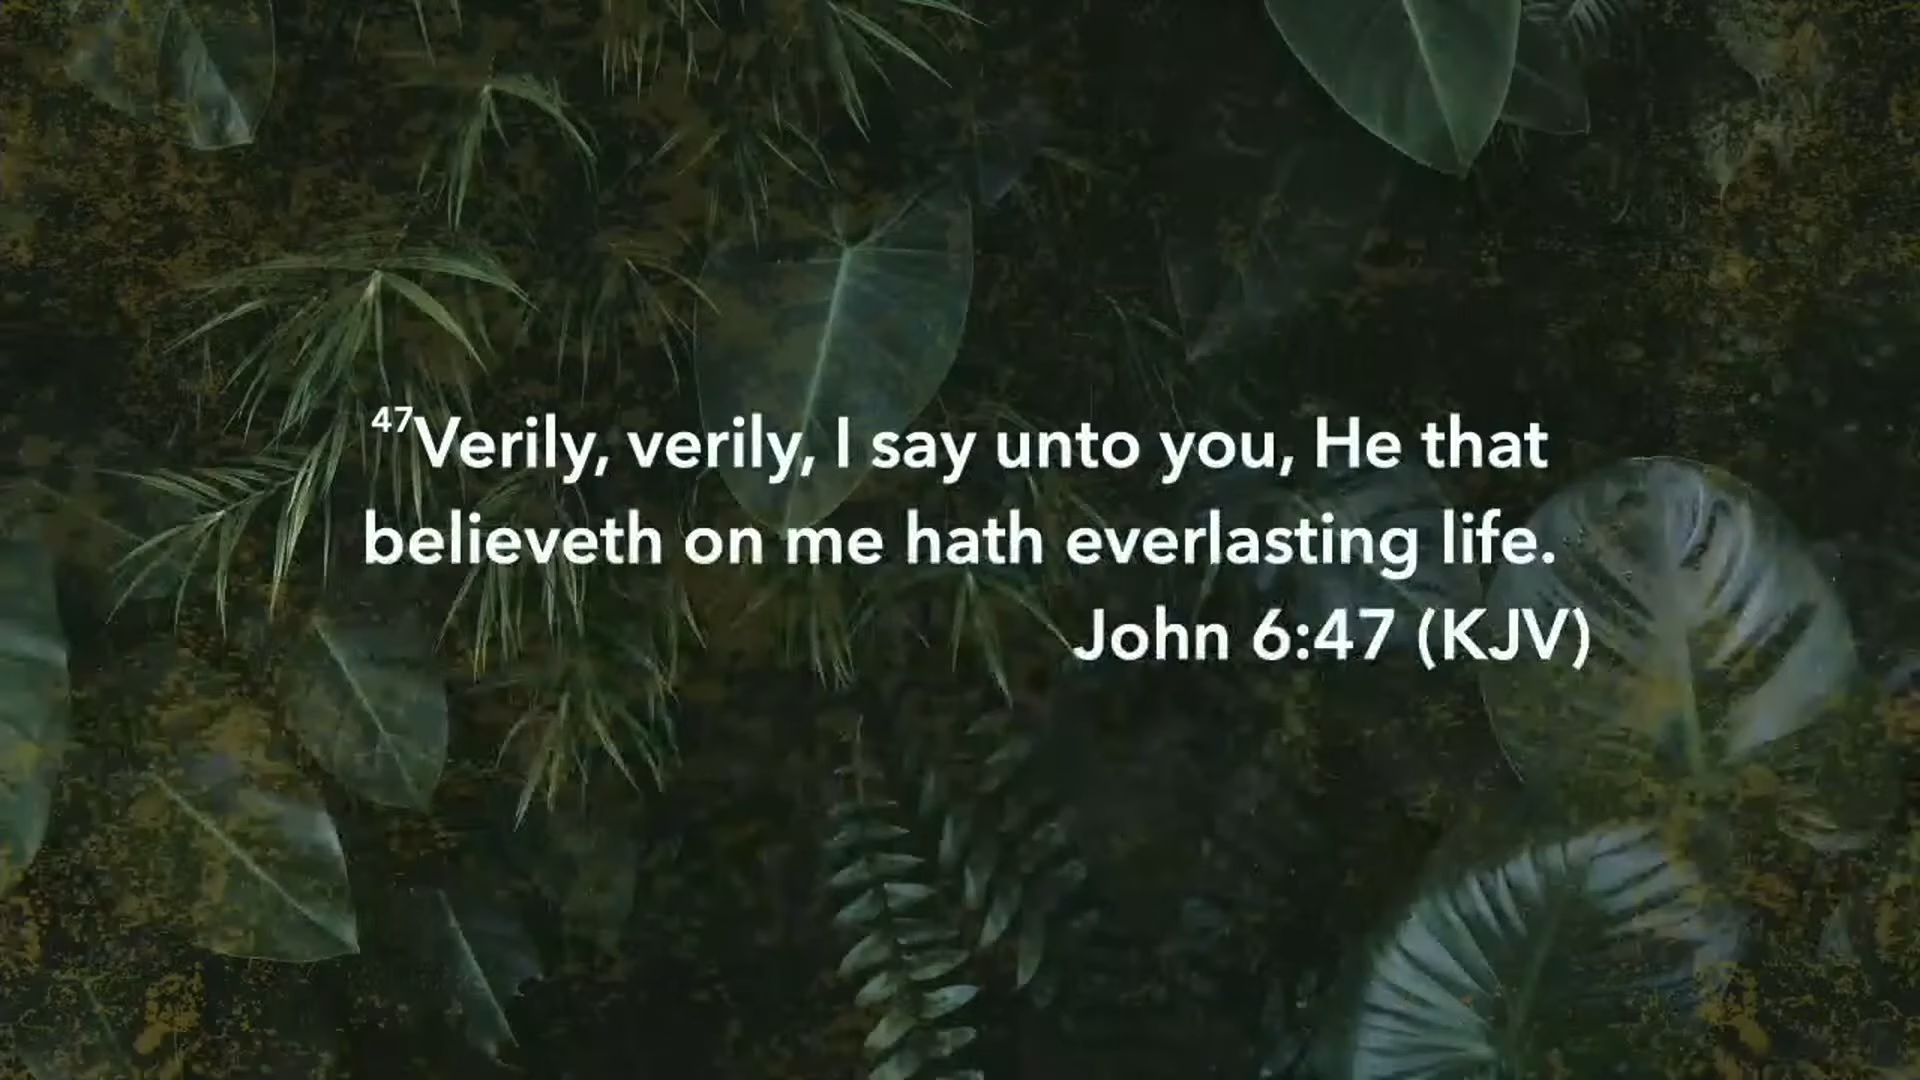 47Verily, verily, I say unto you, He that
believeth on me hath everlasting life.
John 6:47 (KJV)